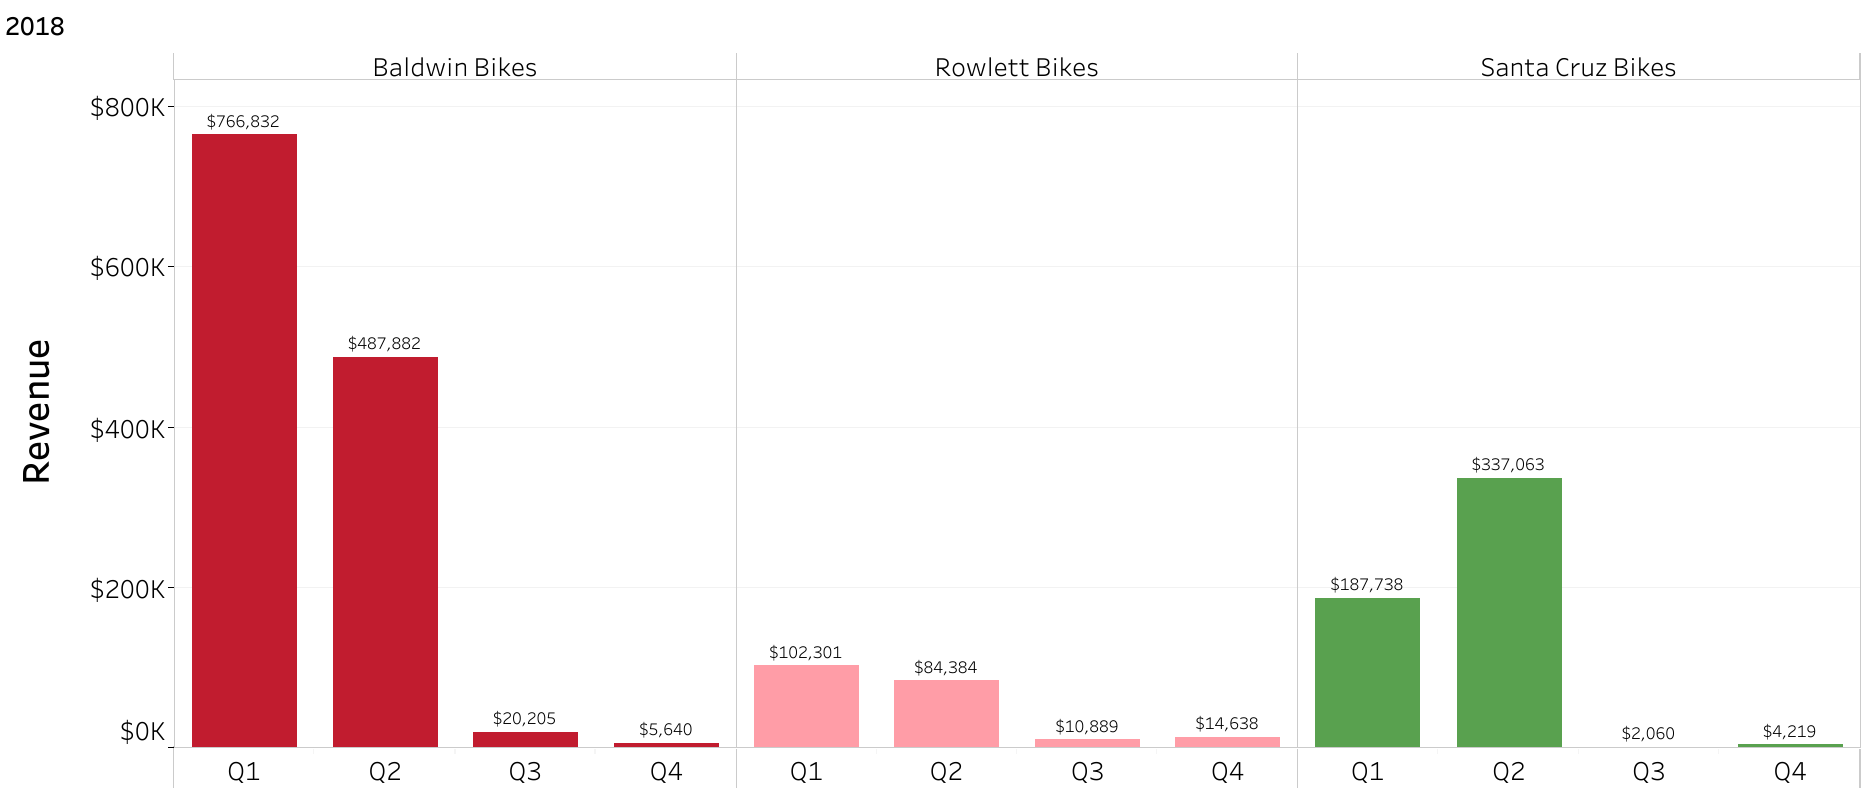 2018
Baldwin Bikes Rowlett Bikes Santa Cruz Bikes
Revenue
$800K
$600K
$400K
$200K
$0K
$766,832
$487,882
$20,205
$5,640
$102,301
$84,384
$10,889
$14,638
$187,738
$337,063
$2,060
$4,219
Q1 Q2 Q3 Q4 Q1 Q2 Q3 Q4 Q1 Q2 Q3 Q4